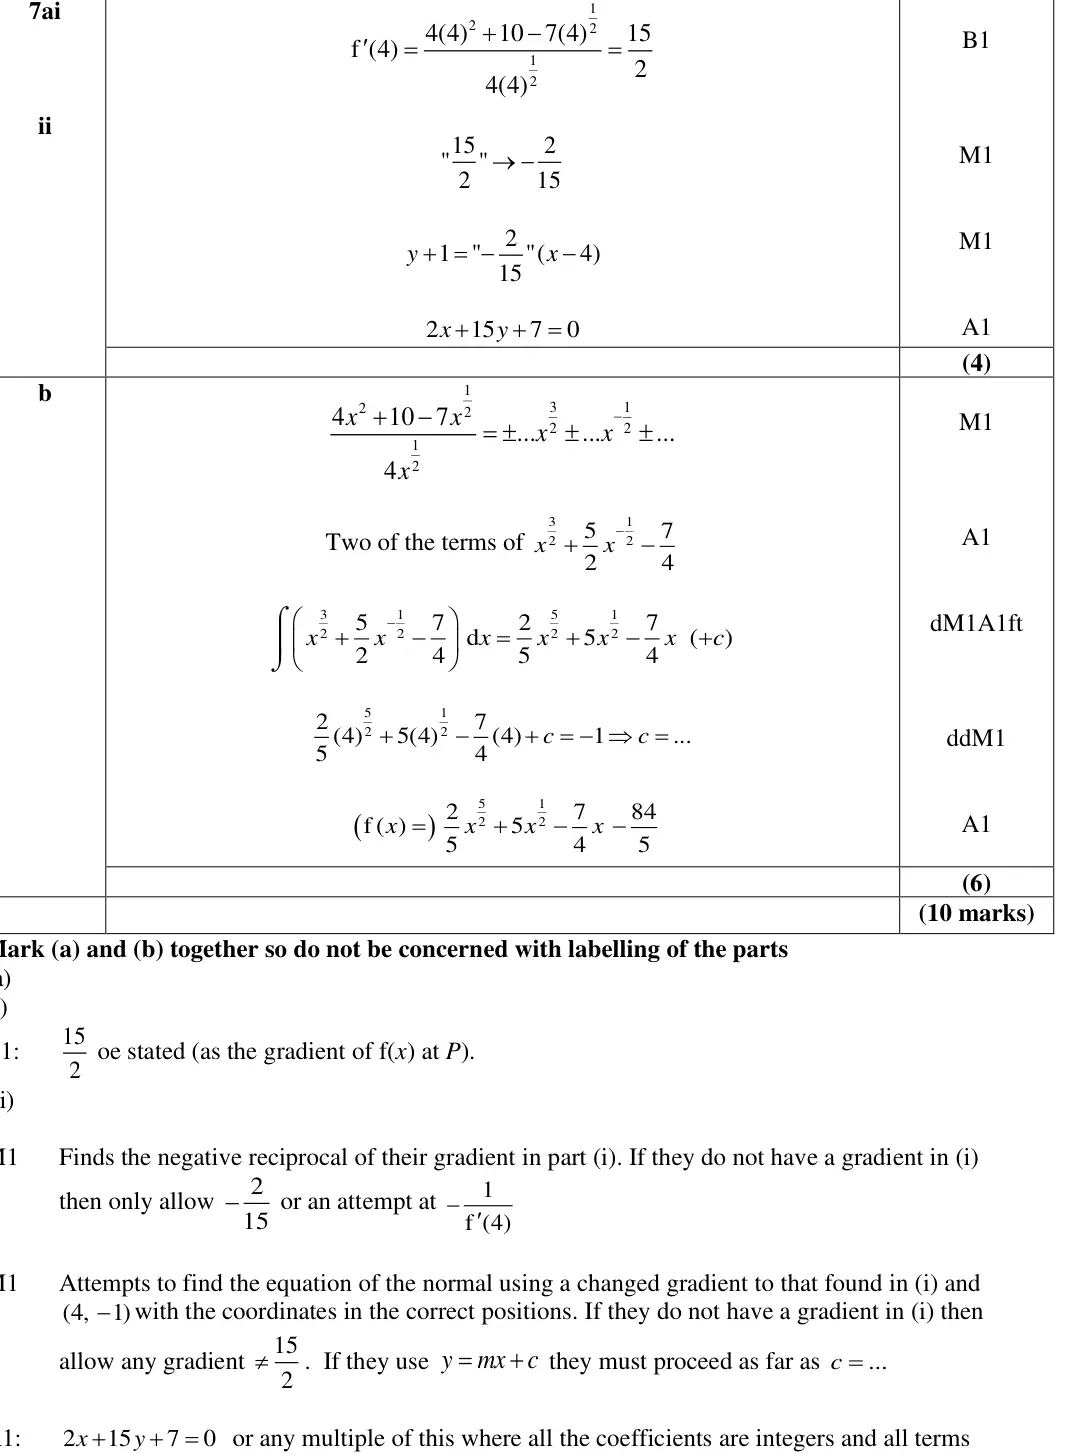 7ai f′(4) = (4(4)^2 + 10 − 7(4)^(1/2)) / (4(4)^(1/2)) = 15/2 B1
ii "15/2" → −2/15 M1
y + 1 = "−2/15"(x − 4) M1
2x + 15y + 7 = 0 A1
(4)
b (4x^2 + 10 − 7x^(1/2)) / (4x^(1/2)) = ±...x^(3/2) ± ...x^(−1/2) ± ... M1
Two of the terms of x^(3/2) + 5/2 x^(−1/2) − 7/4 A1
∫(x^(3/2) + 5/2 x^(−1/2) − 7/4) dx = 2/5 x^(5/2) + 5x^(1/2) − 7/4 x (+c) dM1A1ft
2/5 (4)^(5/2) + 5(4)^(1/2) − 7/4 (4) + c = −1 ⇒ c = ... ddM1
(f(x) =) 2/5 x^(5/2) + 5x^(1/2) − 7/4 x − 84/5 A1
(6)
(10 marks)
Mark (a) and (b) together so do not be concerned with labelling of the parts
)
)
1: 15/2 oe stated (as the gradient of f(x) at P).
i)
M1 Finds the negative reciprocal of their gradient in part (i). If they do not have a gradient in (i)
then only allow −2/15 or an attempt at −1/f′(4)
M1 Attempts to find the equation of the normal using a changed gradient to that found in (i) and
(4, −1) with the coordinates in the correct positions. If they do not have a gradient in (i) then
allow any gradient ≠ 15/2. If they use y = mx + c they must proceed as far as c = ...
1: 2x + 15y + 7 = 0 or any multiple of this where all the coefficients are integers and all terms